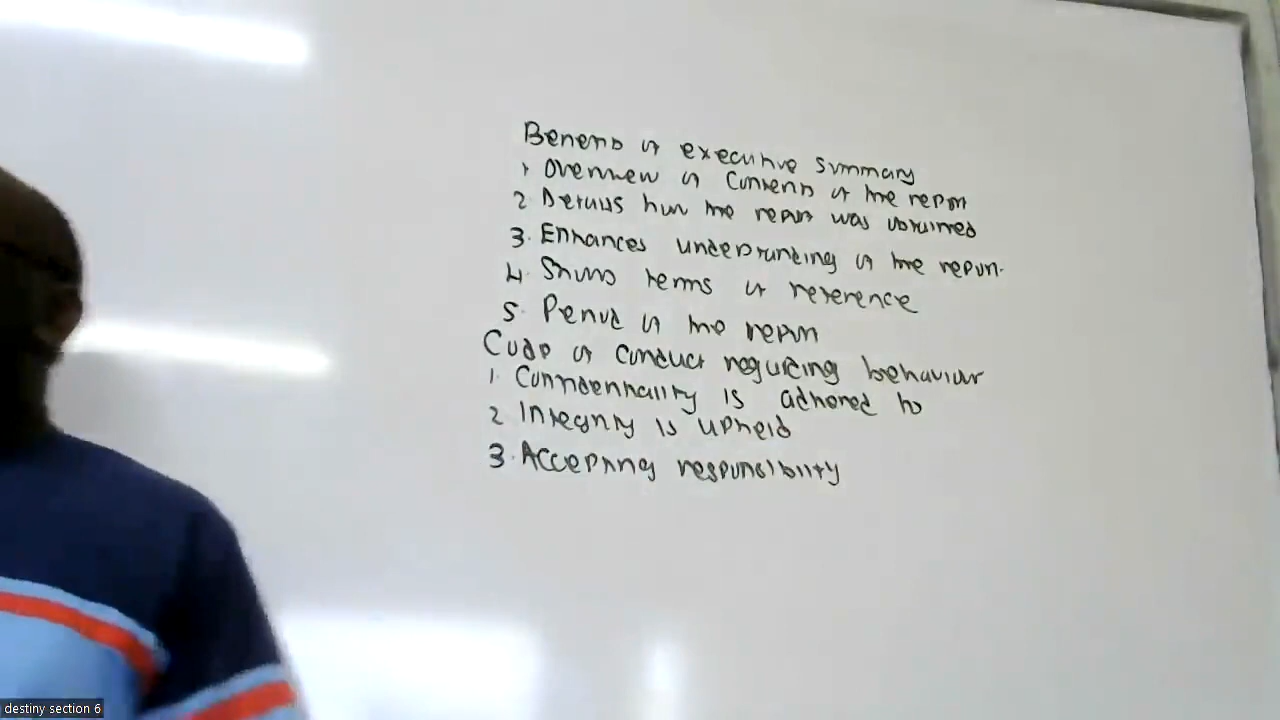 Benefits of executive summary
1 Overview of Contents of the report
2 Details how the report was obtained
3. Enhances understanding of the report.
4. Shows terms of reference
5. Period of the report
Code of Conduct regarding behaviour
1. Confidentiality is adhered to
2 Integrity is upheld
3. Accepting responsibility
destiny section 6